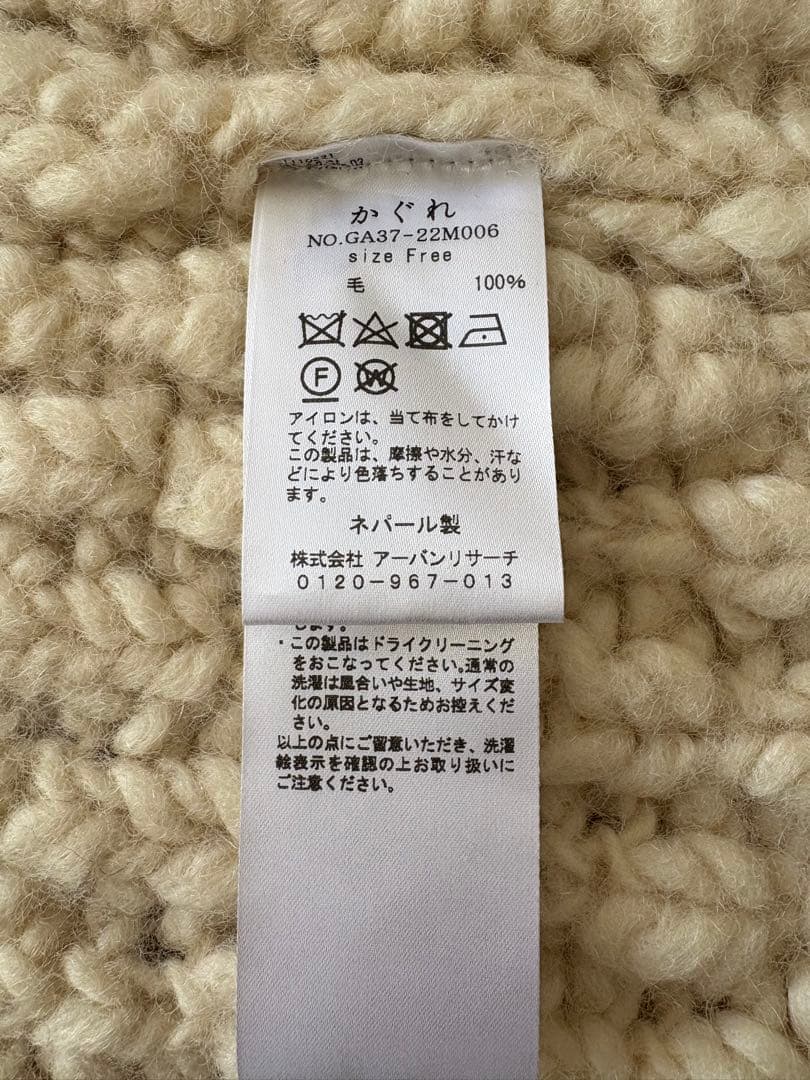 かぐれ
NO.GA37-22M006
size Free
毛 100%
F W
アイロンは、当て布をしてかけ
てください。
この製品は、摩擦や水分、汗な
どにより色落ちすることがあり
ます。
ネパール製
株式会社 アーバンリサーチ
0120-967-013
します。
・この製品はドライクリーニング
をおこなってください。通常の
洗濯は風合いや生地、サイズ変
化の原因となるためお控えくだ
さい。
以上の点にご留意いただき、洗濯
絵表示を確認の上お取り扱いに
ご注意ください。